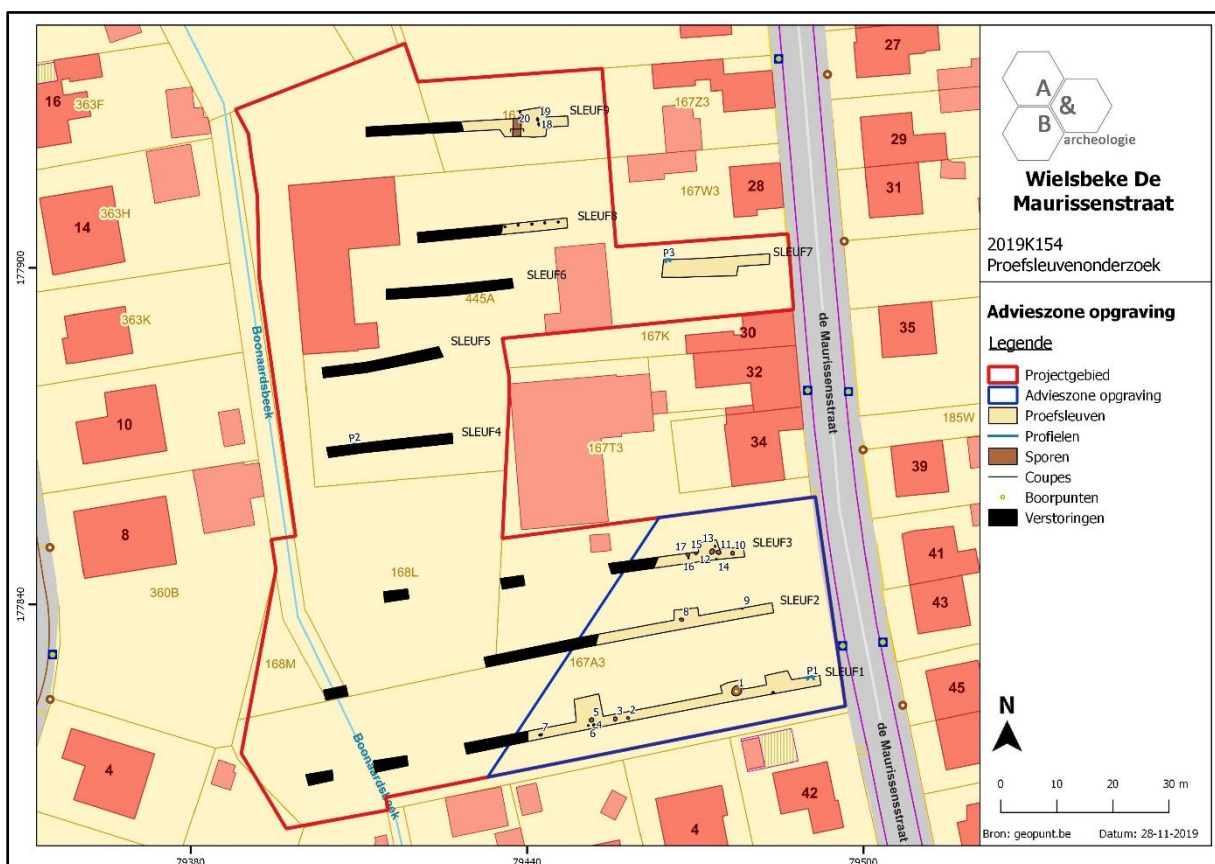 A
&
B
archeologie
Wielsbeke De
Maurissenstraat
2019K154
Proefsleuvenonderzoek
Advieszone opgraving
Legende
Projectgebied
Advieszone opgraving
Proefsleuven
Profielen
Sporen
Coupes
Boorpunten
Verstoringen
N
0 10 20 30 m
Bron: geopunt.be Datum: 28-11-2019
177900
177840
79380
79440
79500
16
363F
363H
14
363K
10
8
360B
4
168M
168L
167A3
445A
167T3
167K
167W3
167Z3
185W
27
28
29
31
30
32
34
35
39
41
43
45
42
4
Boonaardsbeek
Boonaardsbeek
de Maurissensstraat
de Maurissensstraat
SLEUF9
19
20
18
SLEUF8
P3
SLEUF7
SLEUF6
SLEUF5
P2
SLEUF4
17
15
13
11
10
SLEUF3
16
12
14
8
9
SLEUF2
P1
SLEUF1
1
7
5
4
6
3
2